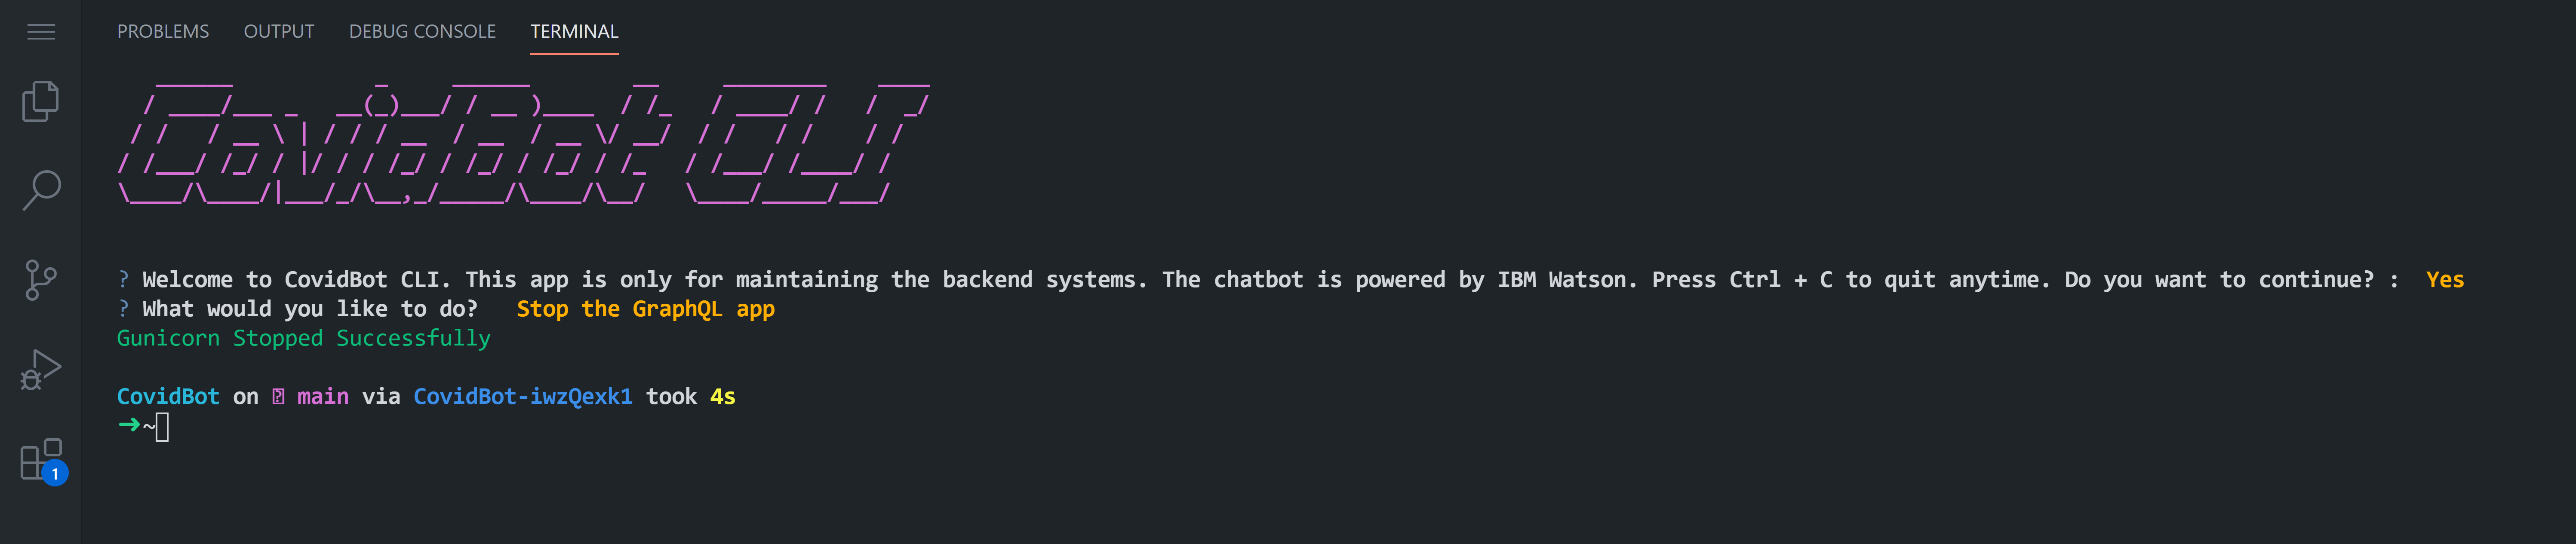 PROBLEMS OUTPUT DEBUG CONSOLE TERMINAL
CovidBot CLI
? Welcome to CovidBot CLI. This app is only for maintaining the backend systems. The chatbot is powered by IBM Watson. Press Ctrl + C to quit anytime. Do you want to continue? :  Yes
? What would you like to do?   Stop the GraphQL app
Gunicorn Stopped Successfully
CovidBot on main via CovidBot-iwzQexk1 took 4s
➜~
1